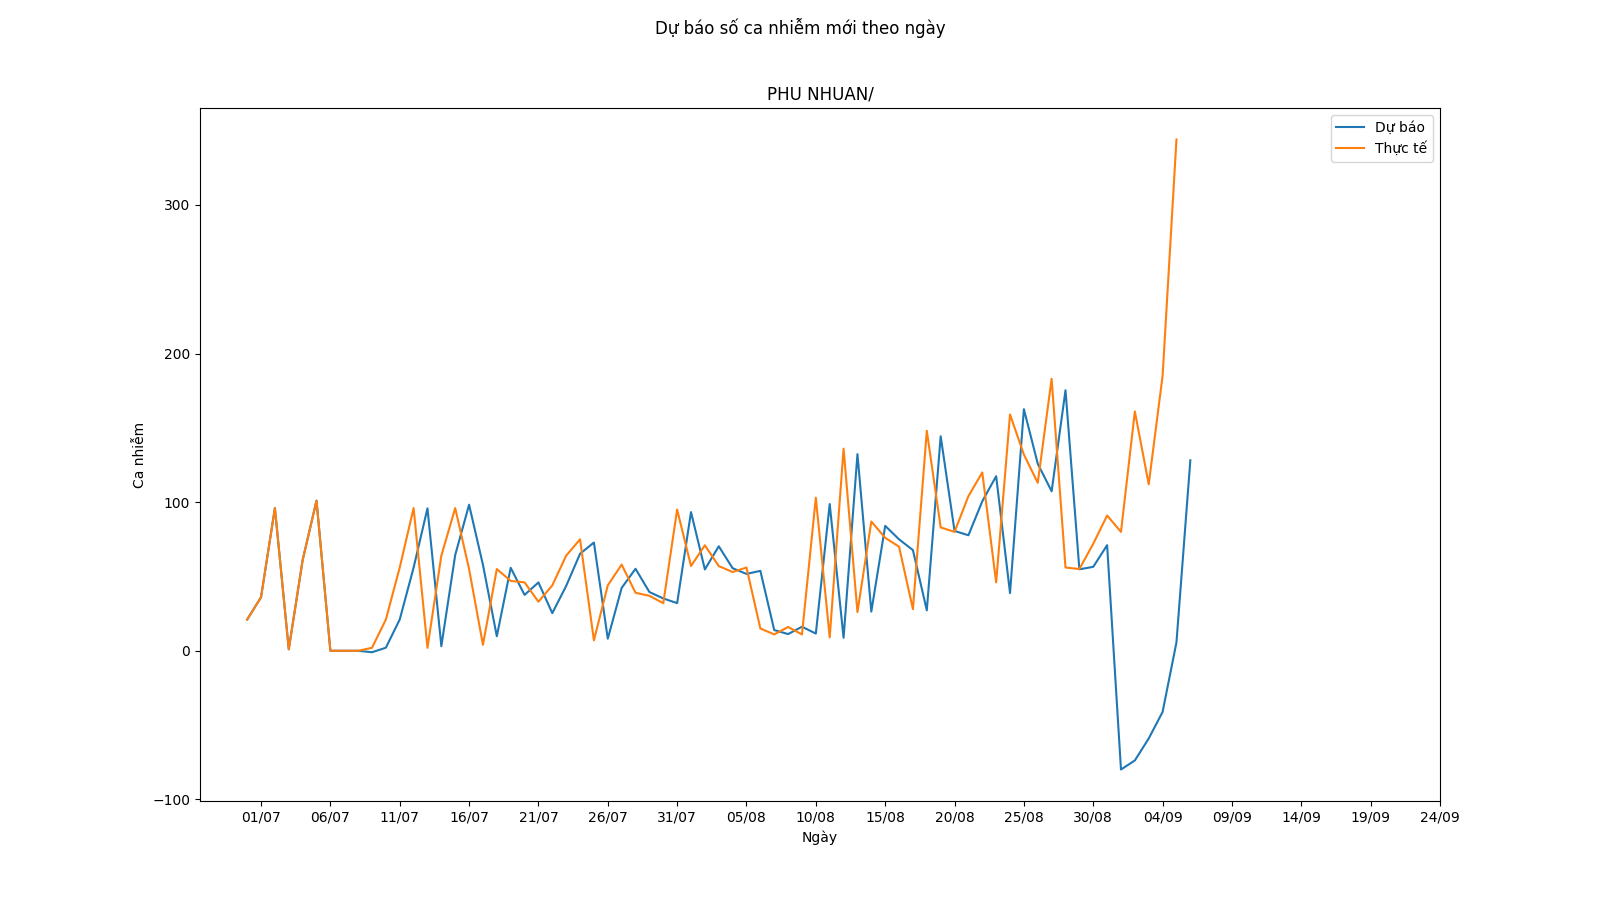 Dự báo số ca nhiễm mới theo ngày
PHU NHUAN/
Dự báo
Thực tế
300
200
100
0
−100
Ca nhiễm
01/07 06/07 11/07 16/07 21/07 26/07 31/07 05/08 10/08 15/08 20/08 25/08 30/08 04/09 09/09 14/09 19/09 24/09
Ngày